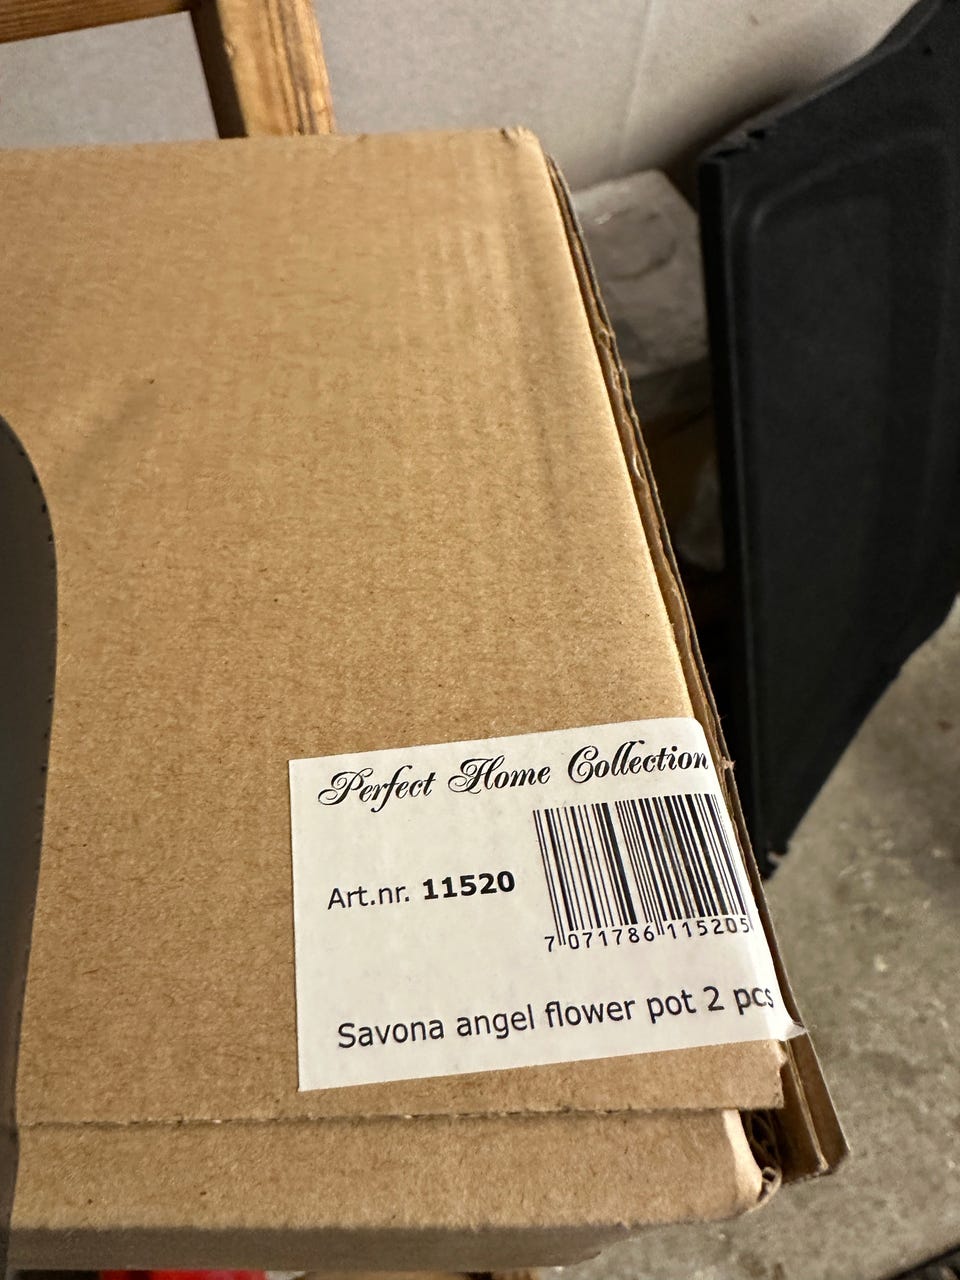 Perfect Home Collection
Art.nr. 11520
7 071786 115205
Savona angel flower pot 2 pcs